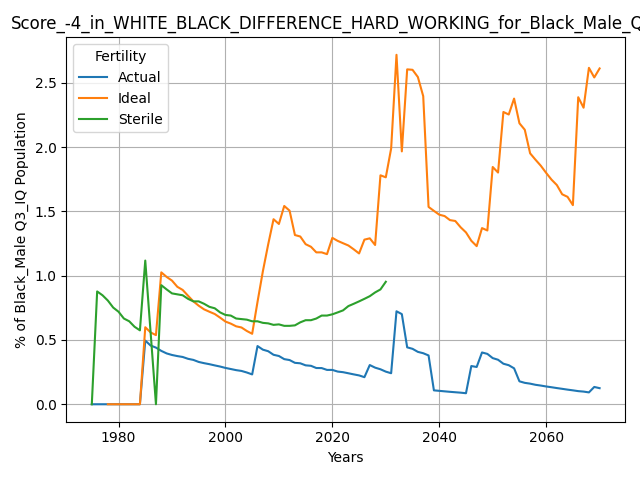 Score_-4_in_WHITE_BLACK_DIFFERENCE_HARD_WORKING_for_Black_Male_Q
Fertility
Actual
Ideal
Sterile
% of Black_Male Q3_IQ Population
2.5
2.0
1.5
1.0
0.5
0.0
1980 2000 2020 2040 2060
Years